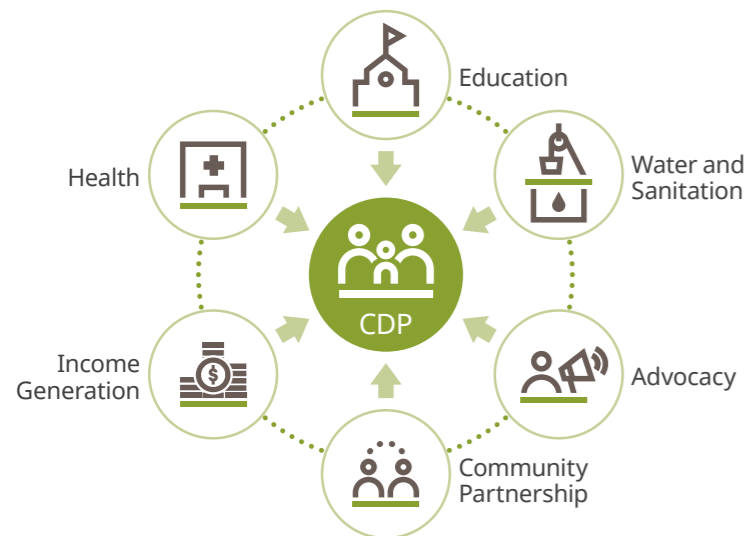 Education
Water and
Sanitation
Health
CDP
$
Income
Generation
Advocacy
Community
Partnership